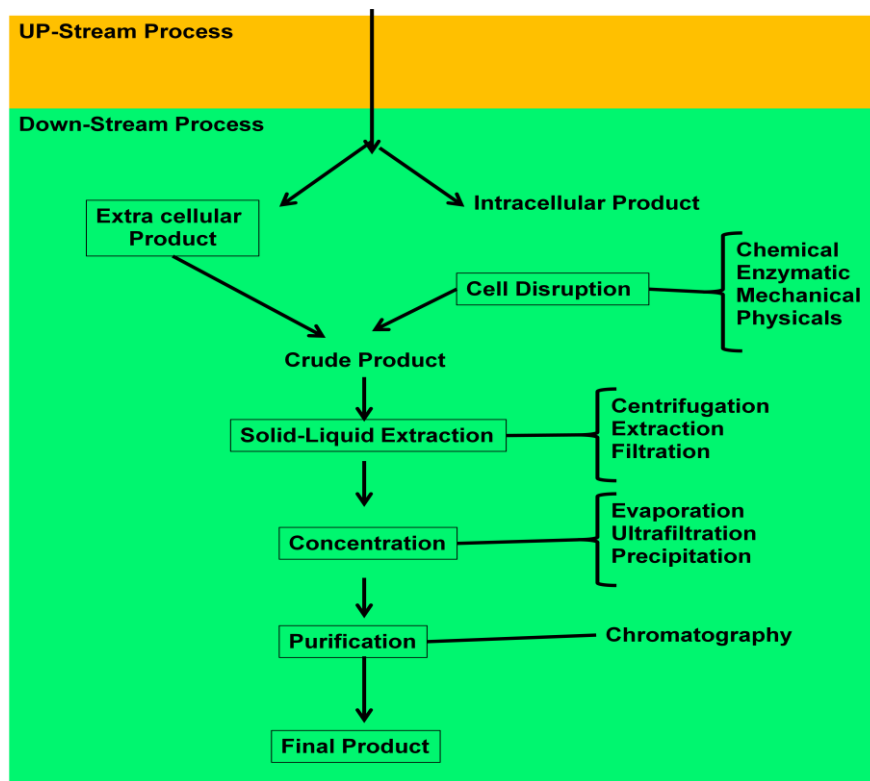 UP-Stream Process
Down-Stream Process
Extra cellular
Product
Intracellular Product
Cell Disruption
Chemical
Enzymatic
Mechanical
Physicals
Crude Product
Solid-Liquid Extraction
Centrifugation
Extraction
Filtration
Concentration
Evaporation
Ultrafiltration
Precipitation
Purification
Chromatography
Final Product